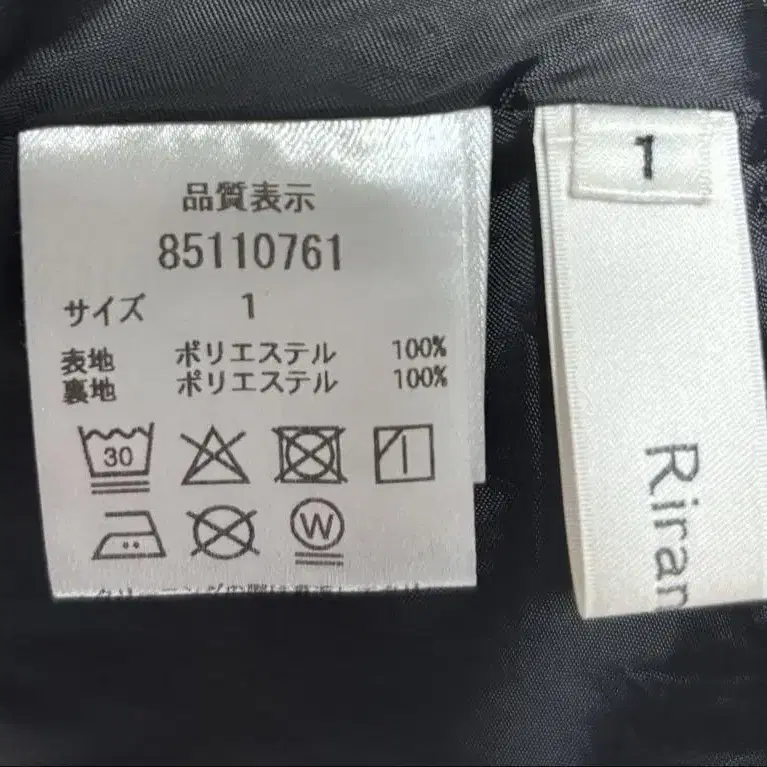 品質表示
85110761
サイズ 1
表地 ポリエステル 100%
裏地 ポリエステル 100%
30
W
1
Riran